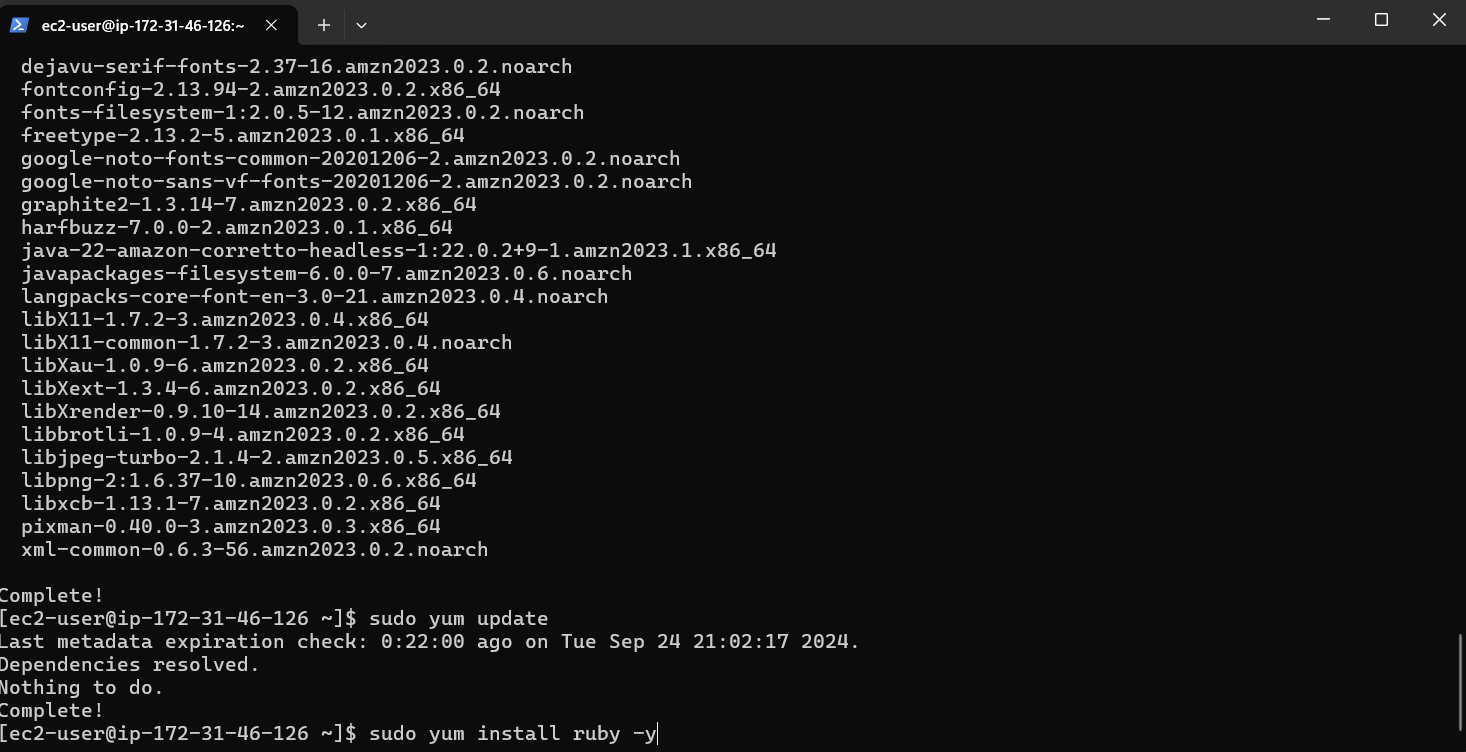 ec2-user@ip-172-31-46-126:~
dejavu-serif-fonts-2.37-16.amzn2023.0.2.noarch
fontconfig-2.13.94-2.amzn2023.0.2.x86_64
fonts-filesystem-1:2.0.5-12.amzn2023.0.2.noarch
freetype-2.13.2-5.amzn2023.0.1.x86_64
google-noto-fonts-common-20201206-2.amzn2023.0.2.noarch
google-noto-sans-vf-fonts-20201206-2.amzn2023.0.2.noarch
graphite2-1.3.14-7.amzn2023.0.2.x86_64
harfbuzz-7.0.0-2.amzn2023.0.1.x86_64
java-22-amazon-corretto-headless-1:22.0.2+9-1.amzn2023.1.x86_64
javapackages-filesystem-6.0.0-7.amzn2023.0.6.noarch
langpacks-core-font-en-3.0-21.amzn2023.0.4.noarch
libX11-1.7.2-3.amzn2023.0.4.x86_64
libX11-common-1.7.2-3.amzn2023.0.4.noarch
libXau-1.0.9-6.amzn2023.0.2.x86_64
libXext-1.3.4-6.amzn2023.0.2.x86_64
libXrender-0.9.10-14.amzn2023.0.2.x86_64
libbrotli-1.0.9-4.amzn2023.0.2.x86_64
libjpeg-turbo-2.1.4-2.amzn2023.0.5.x86_64
libpng-2:1.6.37-10.amzn2023.0.6.x86_64
libxcb-1.13.1-7.amzn2023.0.2.x86_64
pixman-0.40.0-3.amzn2023.0.3.x86_64
xml-common-0.6.3-56.amzn2023.0.2.noarch
Complete!
[ec2-user@ip-172-31-46-126 ~]$ sudo yum update
Last metadata expiration check: 0:22:00 ago on Tue Sep 24 21:02:17 2024.
Dependencies resolved.
Nothing to do.
Complete!
[ec2-user@ip-172-31-46-126 ~]$ sudo yum install ruby -y